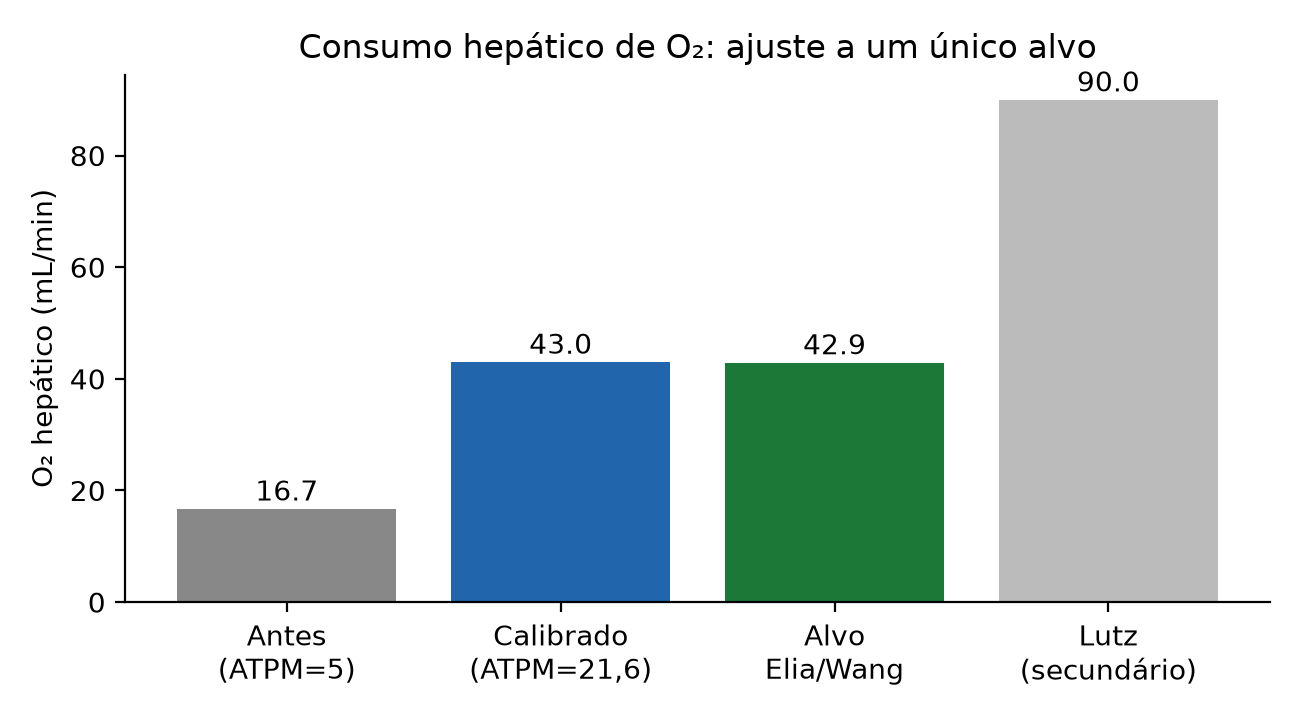 Consumo hepático de O₂: ajuste a um único alvo
O₂ hepático (mL/min)
80
60
40
20
0
16.7
43.0
42.9
90.0
Antes
(ATPM=5)
Calibrado
(ATPM=21,6)
Alvo
Elia/Wang
Lutz
(secundário)